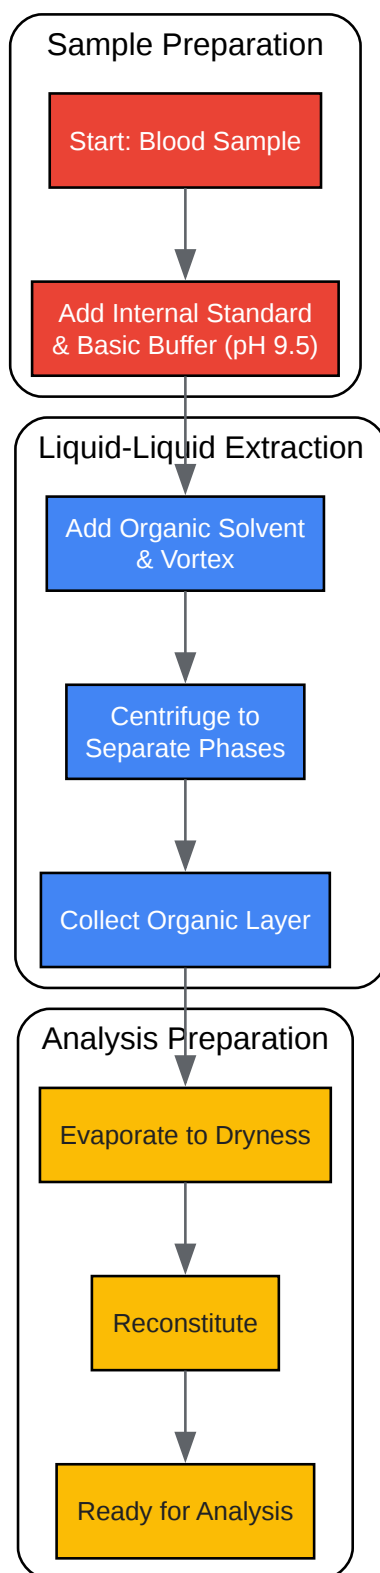 Sample Preparation
Start: Blood Sample
Add Internal Standard
& Basic Buffer (pH 9.5)
Liquid-Liquid Extraction
Add Organic Solvent
& Vortex
Centrifuge to
Separate Phases
Collect Organic Layer
Analysis Preparation
Evaporate to Dryness
Reconstitute
Ready for Analysis